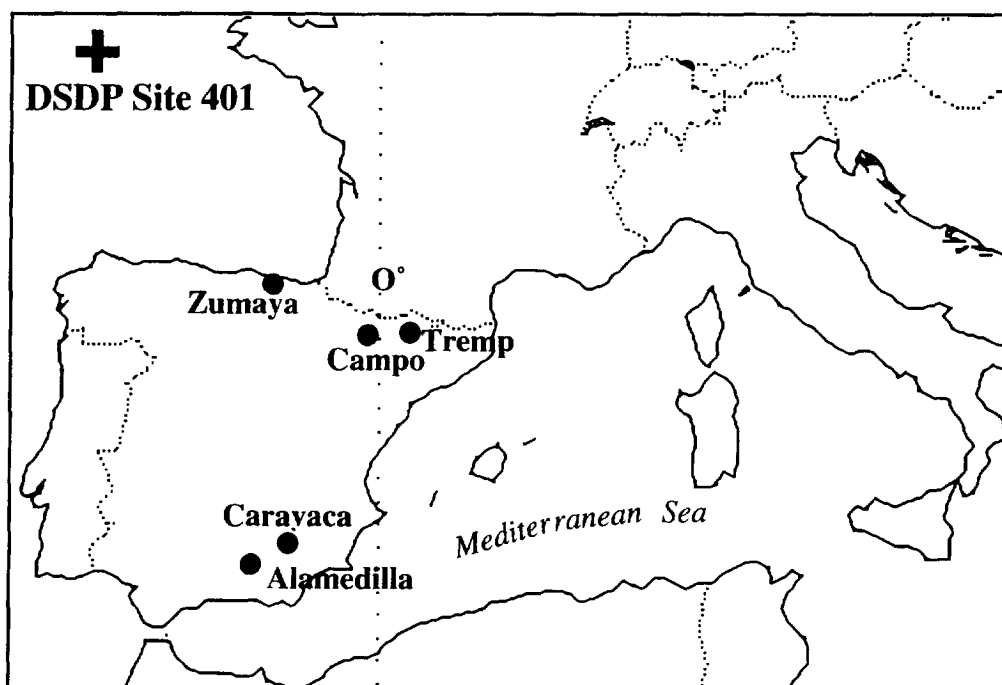 DSDP Site 401
O°
Zumaya
Tremp
Campo
Caravaca
Mediterranean Sea
Alamedilla